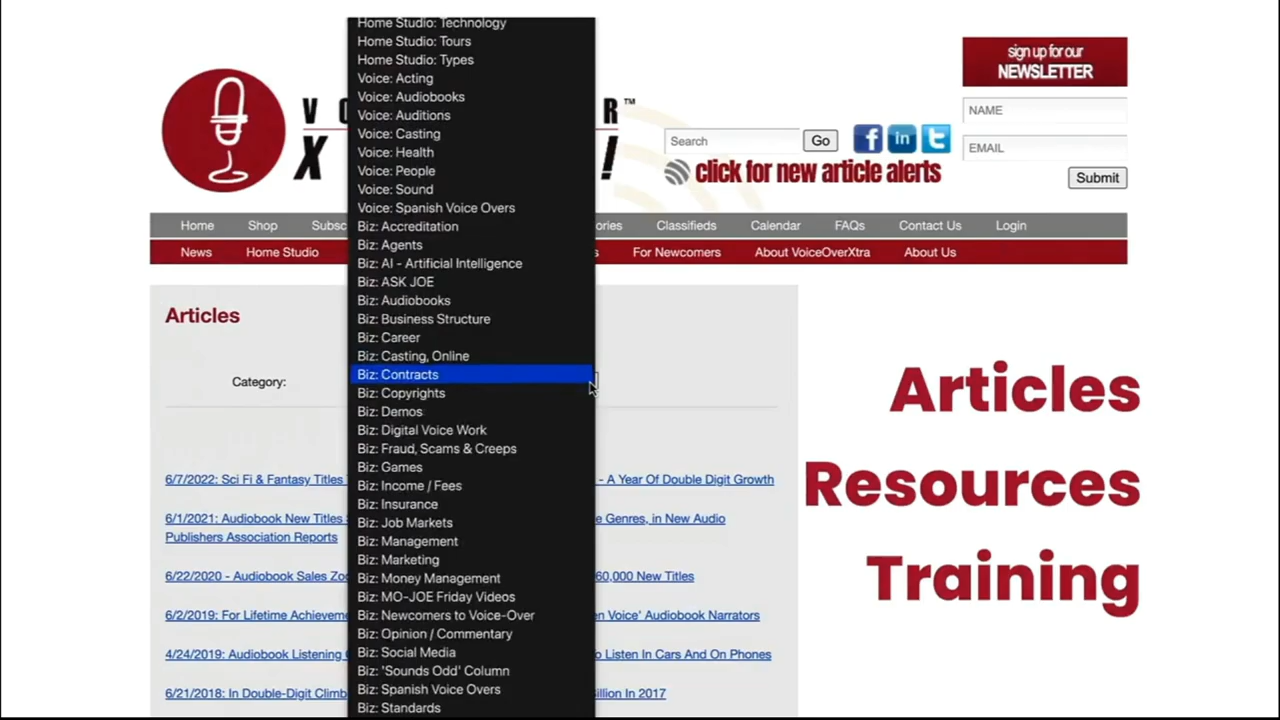 Home Studio: Technology
Home Studio: Tours
Home Studio: Types
Voice: Acting
Voice: Audiobooks
Voice: Auditions
Voice: Casting
Voice: Health
Voice: People
Voice: Sound
Voice: Spanish Voice Overs
Biz: Accreditation
Biz: Agents
Biz: AI - Artificial Intelligence
Biz: ASK JOE
Biz: Audiobooks
Biz: Business Structure
Biz: Career
Biz: Casting, Online
Biz: Contracts
Biz: Copyrights
Biz: Demos
Biz: Digital Voice Work
Biz: Fraud, Scams & Creeps
Biz: Games
Biz: Income / Fees
Biz: Insurance
Biz: Job Markets
Biz: Management
Biz: Marketing
Biz: Money Management
Biz: MO-JOE Friday Videos
Biz: Newcomers to Voice-Over
Biz: Opinion / Commentary
Biz: Social Media
Biz: 'Sounds Odd' Column
Biz: Spanish Voice Overs
Biz: Standards
V O R™
X !
Search Go f in t
click for new article alerts
sign up for our
NEWSLETTER
NAME
EMAIL
Submit
Home Shop Subsc ories Classifieds Calendar FAQs Contact Us Login
News Home Studio s For Newcomers About VoiceOverXtra About Us
Articles
Category:
6/7/2022: Sci Fi & Fantasy Titles - A Year Of Double Digit Growth
6/1/2021: Audiobook New Titles e Genres, in New Audio
Publishers Association Reports
6/22/2020 - Audiobook Sales Zoo 60,000 New Titles
6/2/2019: For Lifetime Achieveme en Voice' Audiobook Narrators
4/24/2019: Audiobook Listening o Listen In Cars And On Phones
6/21/2018: In Double-Digit Climb illion In 2017
Articles
Resources
Training